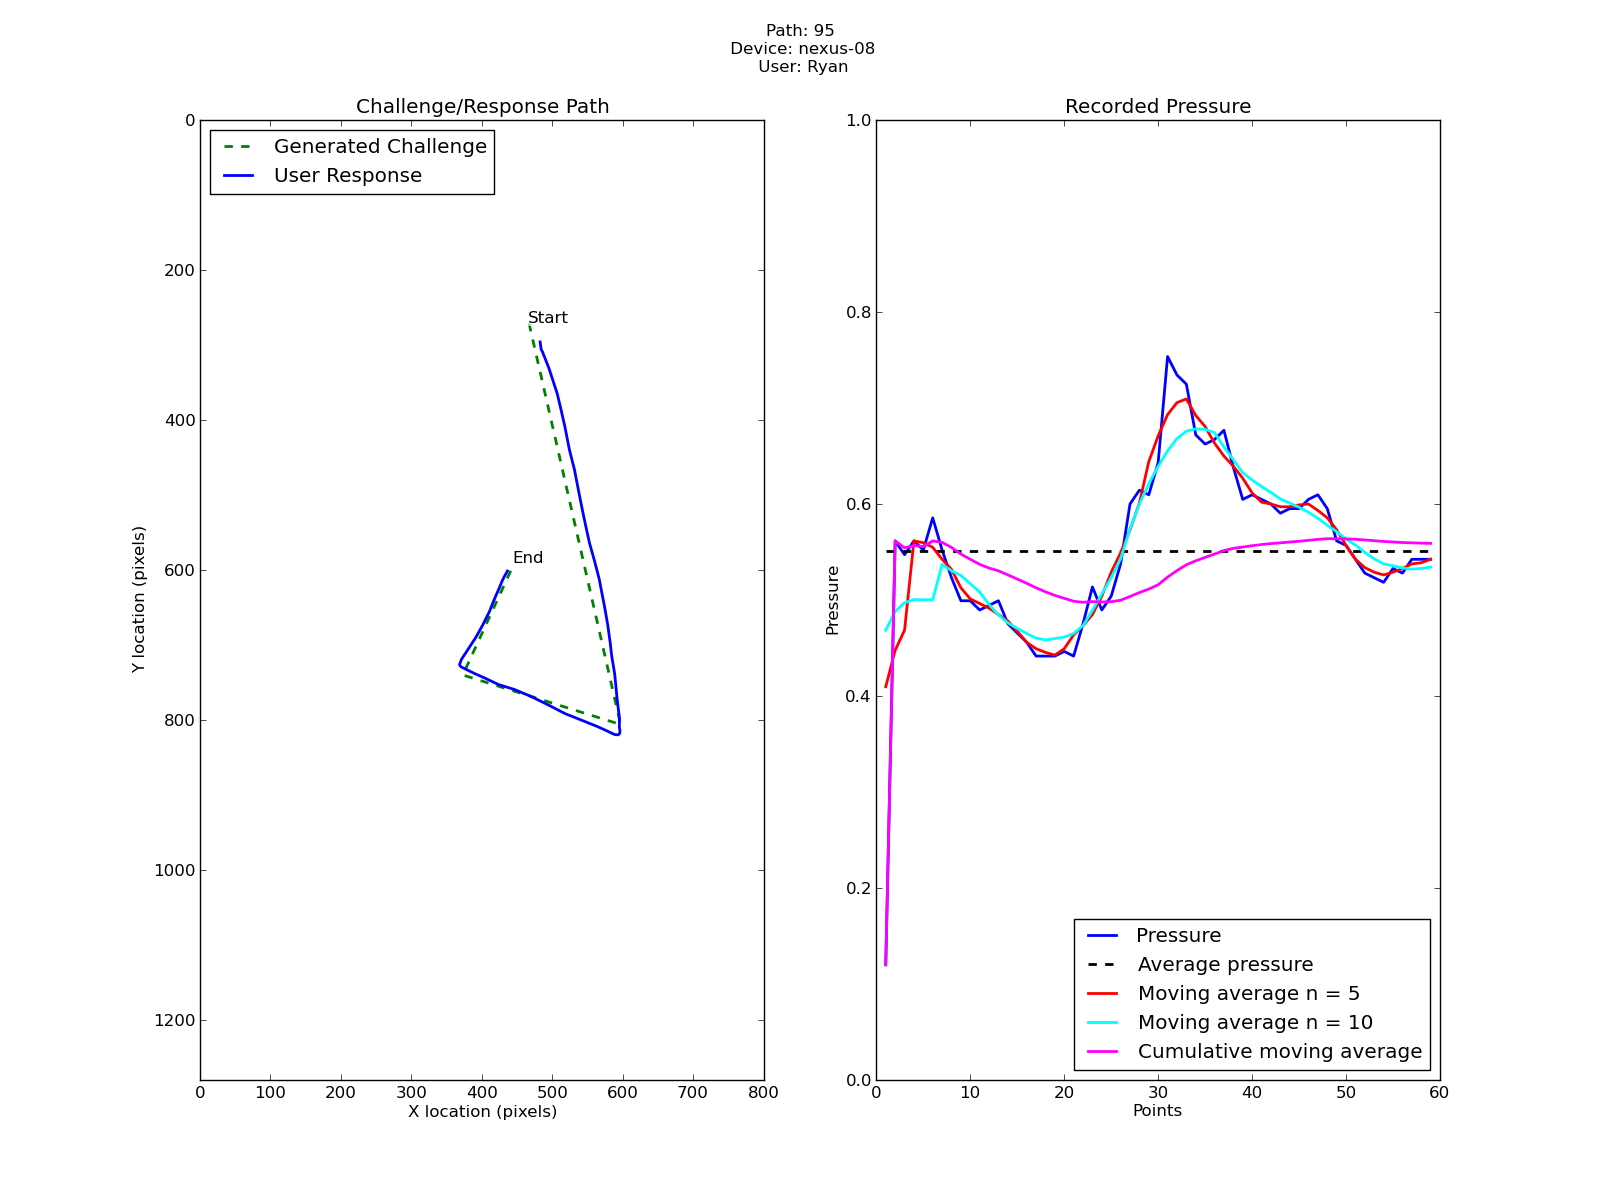 Path: 95
Device: nexus-08
User: Ryan
Challenge/Response Path
Generated Challenge
User Response
Start
End
0
200
400
600
800
1000
1200
Y location (pixels)
0 100 200 300 400 500 600 700 800
X location (pixels)
Recorded Pressure
1.0
0.8
0.6
0.4
0.2
0.0
Pressure
Pressure
Average pressure
Moving average n = 5
Moving average n = 10
Cumulative moving average
0 10 20 30 40 50 60
Points